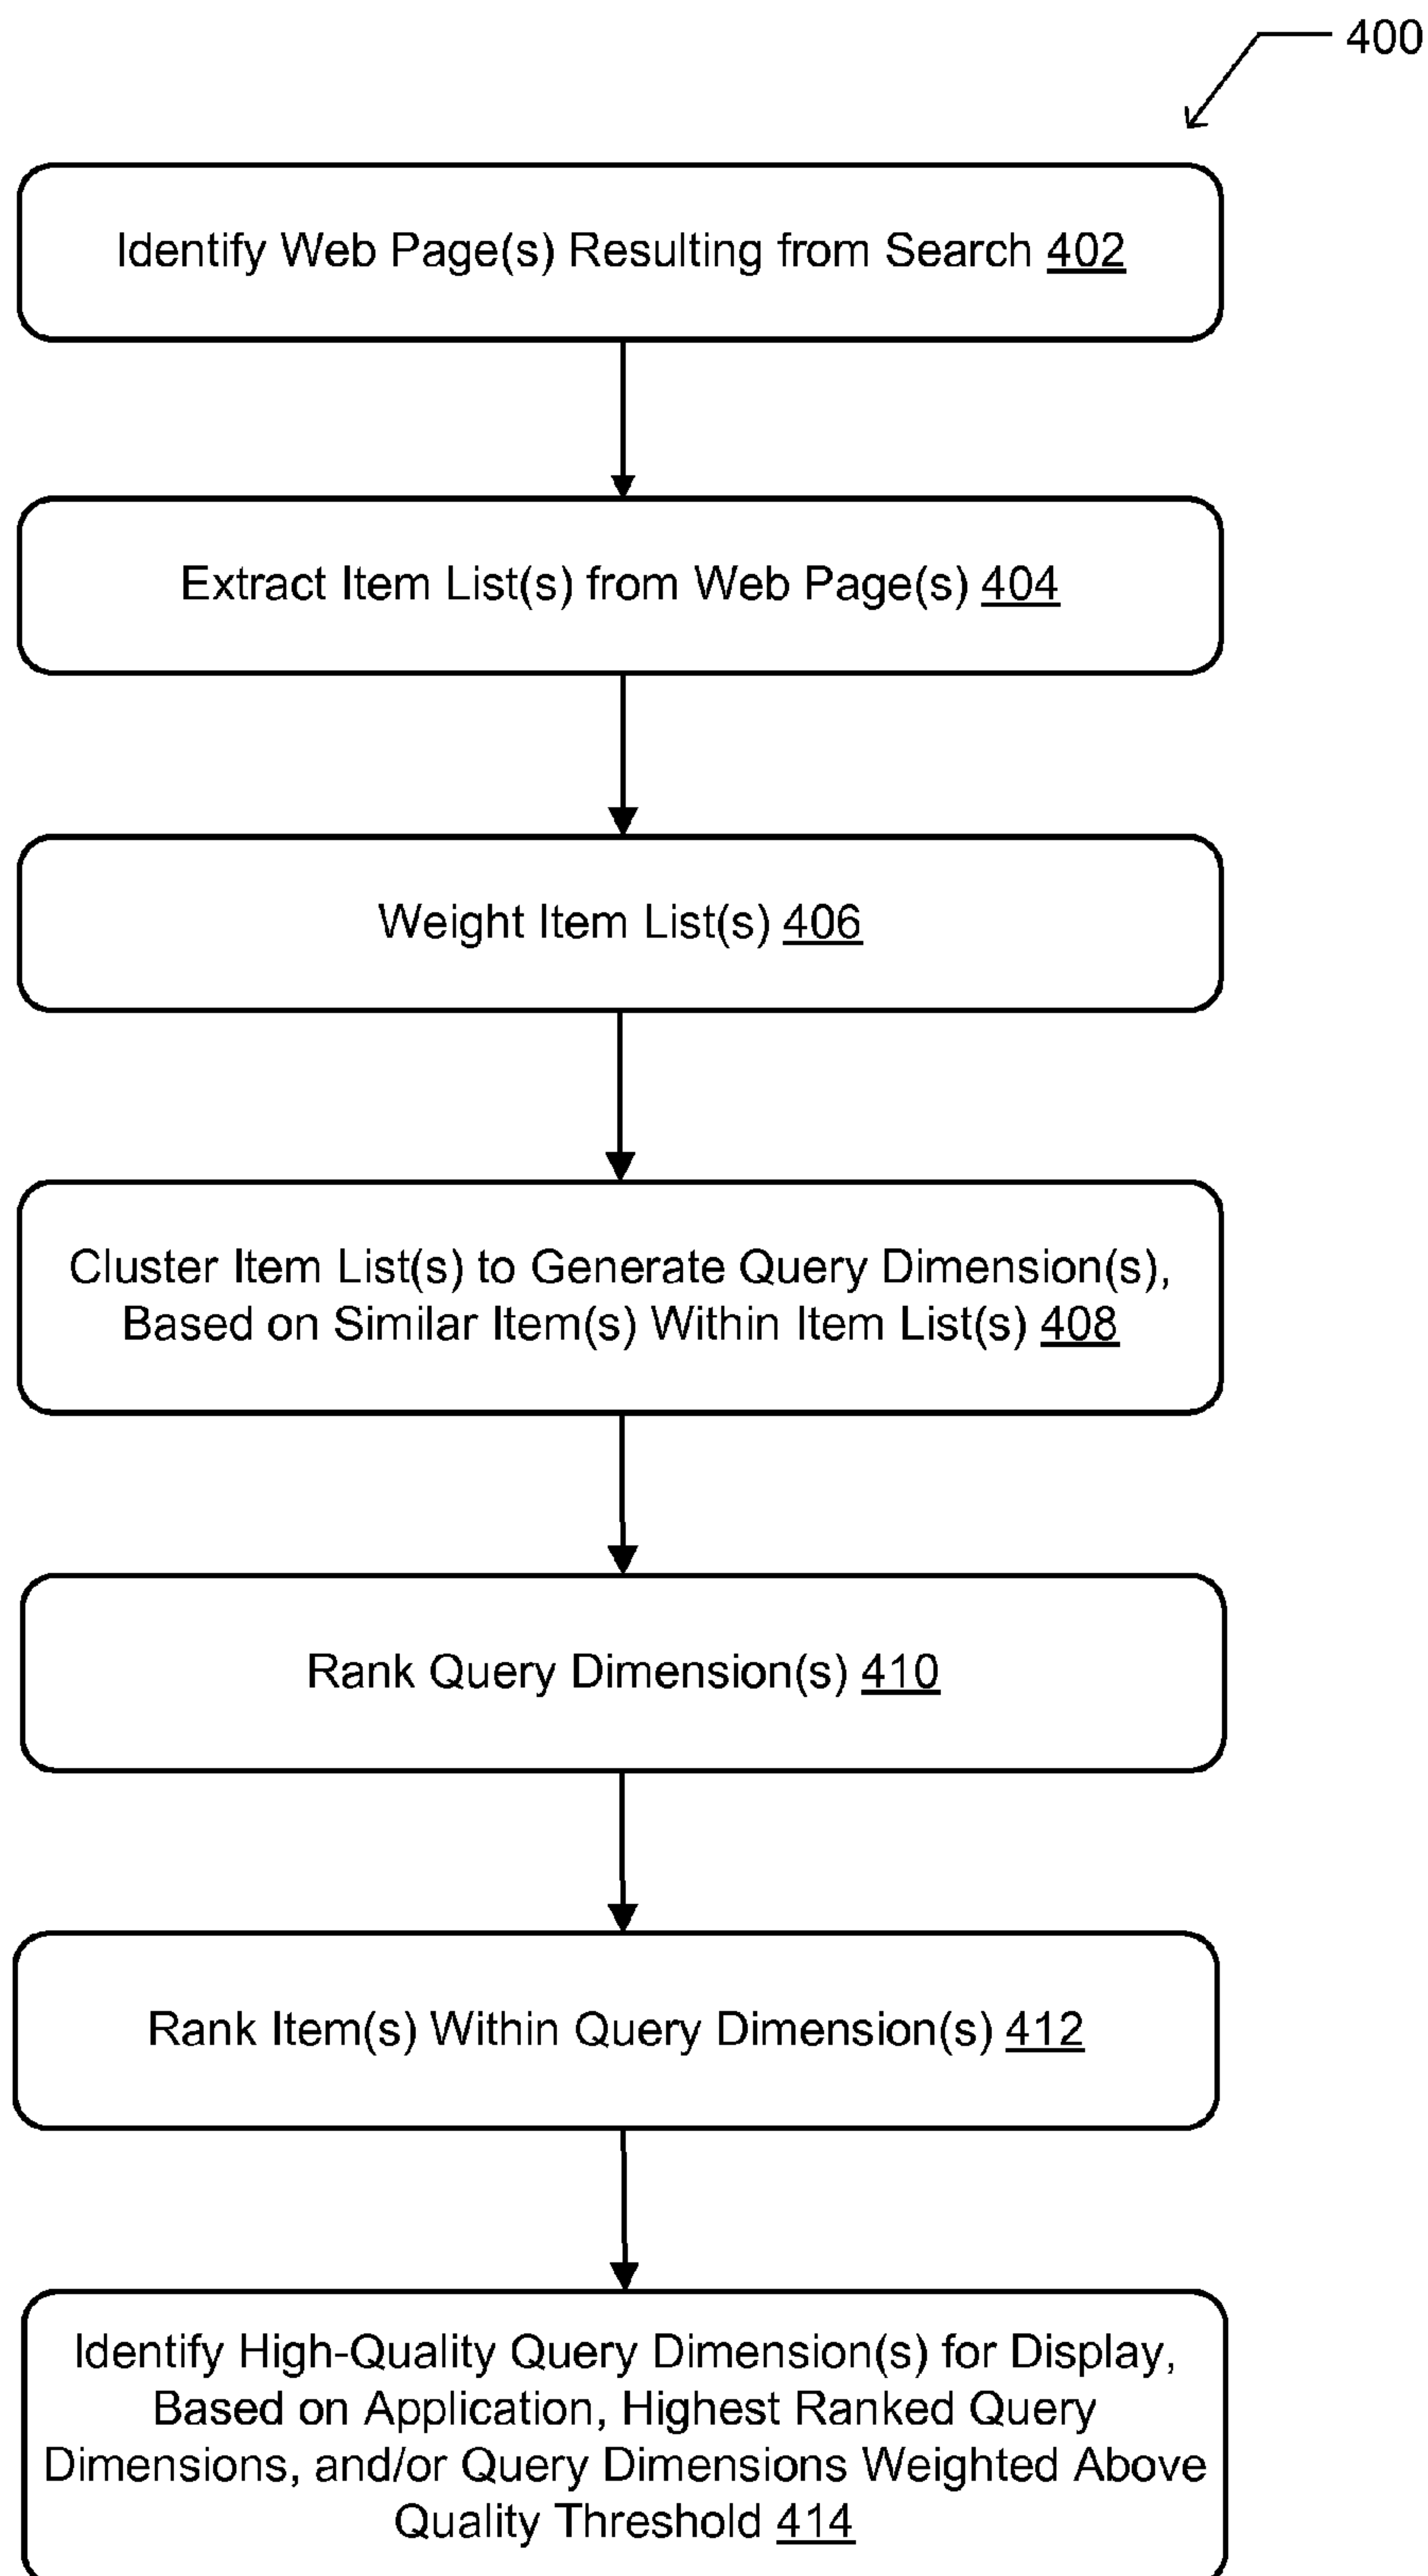 400
Identify Web Page(s) Resulting from Search 402
Extract Item List(s) from Web Page(s) 404
Weight Item List(s) 406
Cluster Item List(s) to Generate Query Dimension(s),
Based on Similar Item(s) Within Item List(s) 408
Rank Query Dimension(s) 410
Rank Item(s) Within Query Dimension(s) 412
Identify High-Quality Query Dimension(s) for Display,
Based on Application, Highest Ranked Query
Dimensions, and/or Query Dimensions Weighted Above
Quality Threshold 414